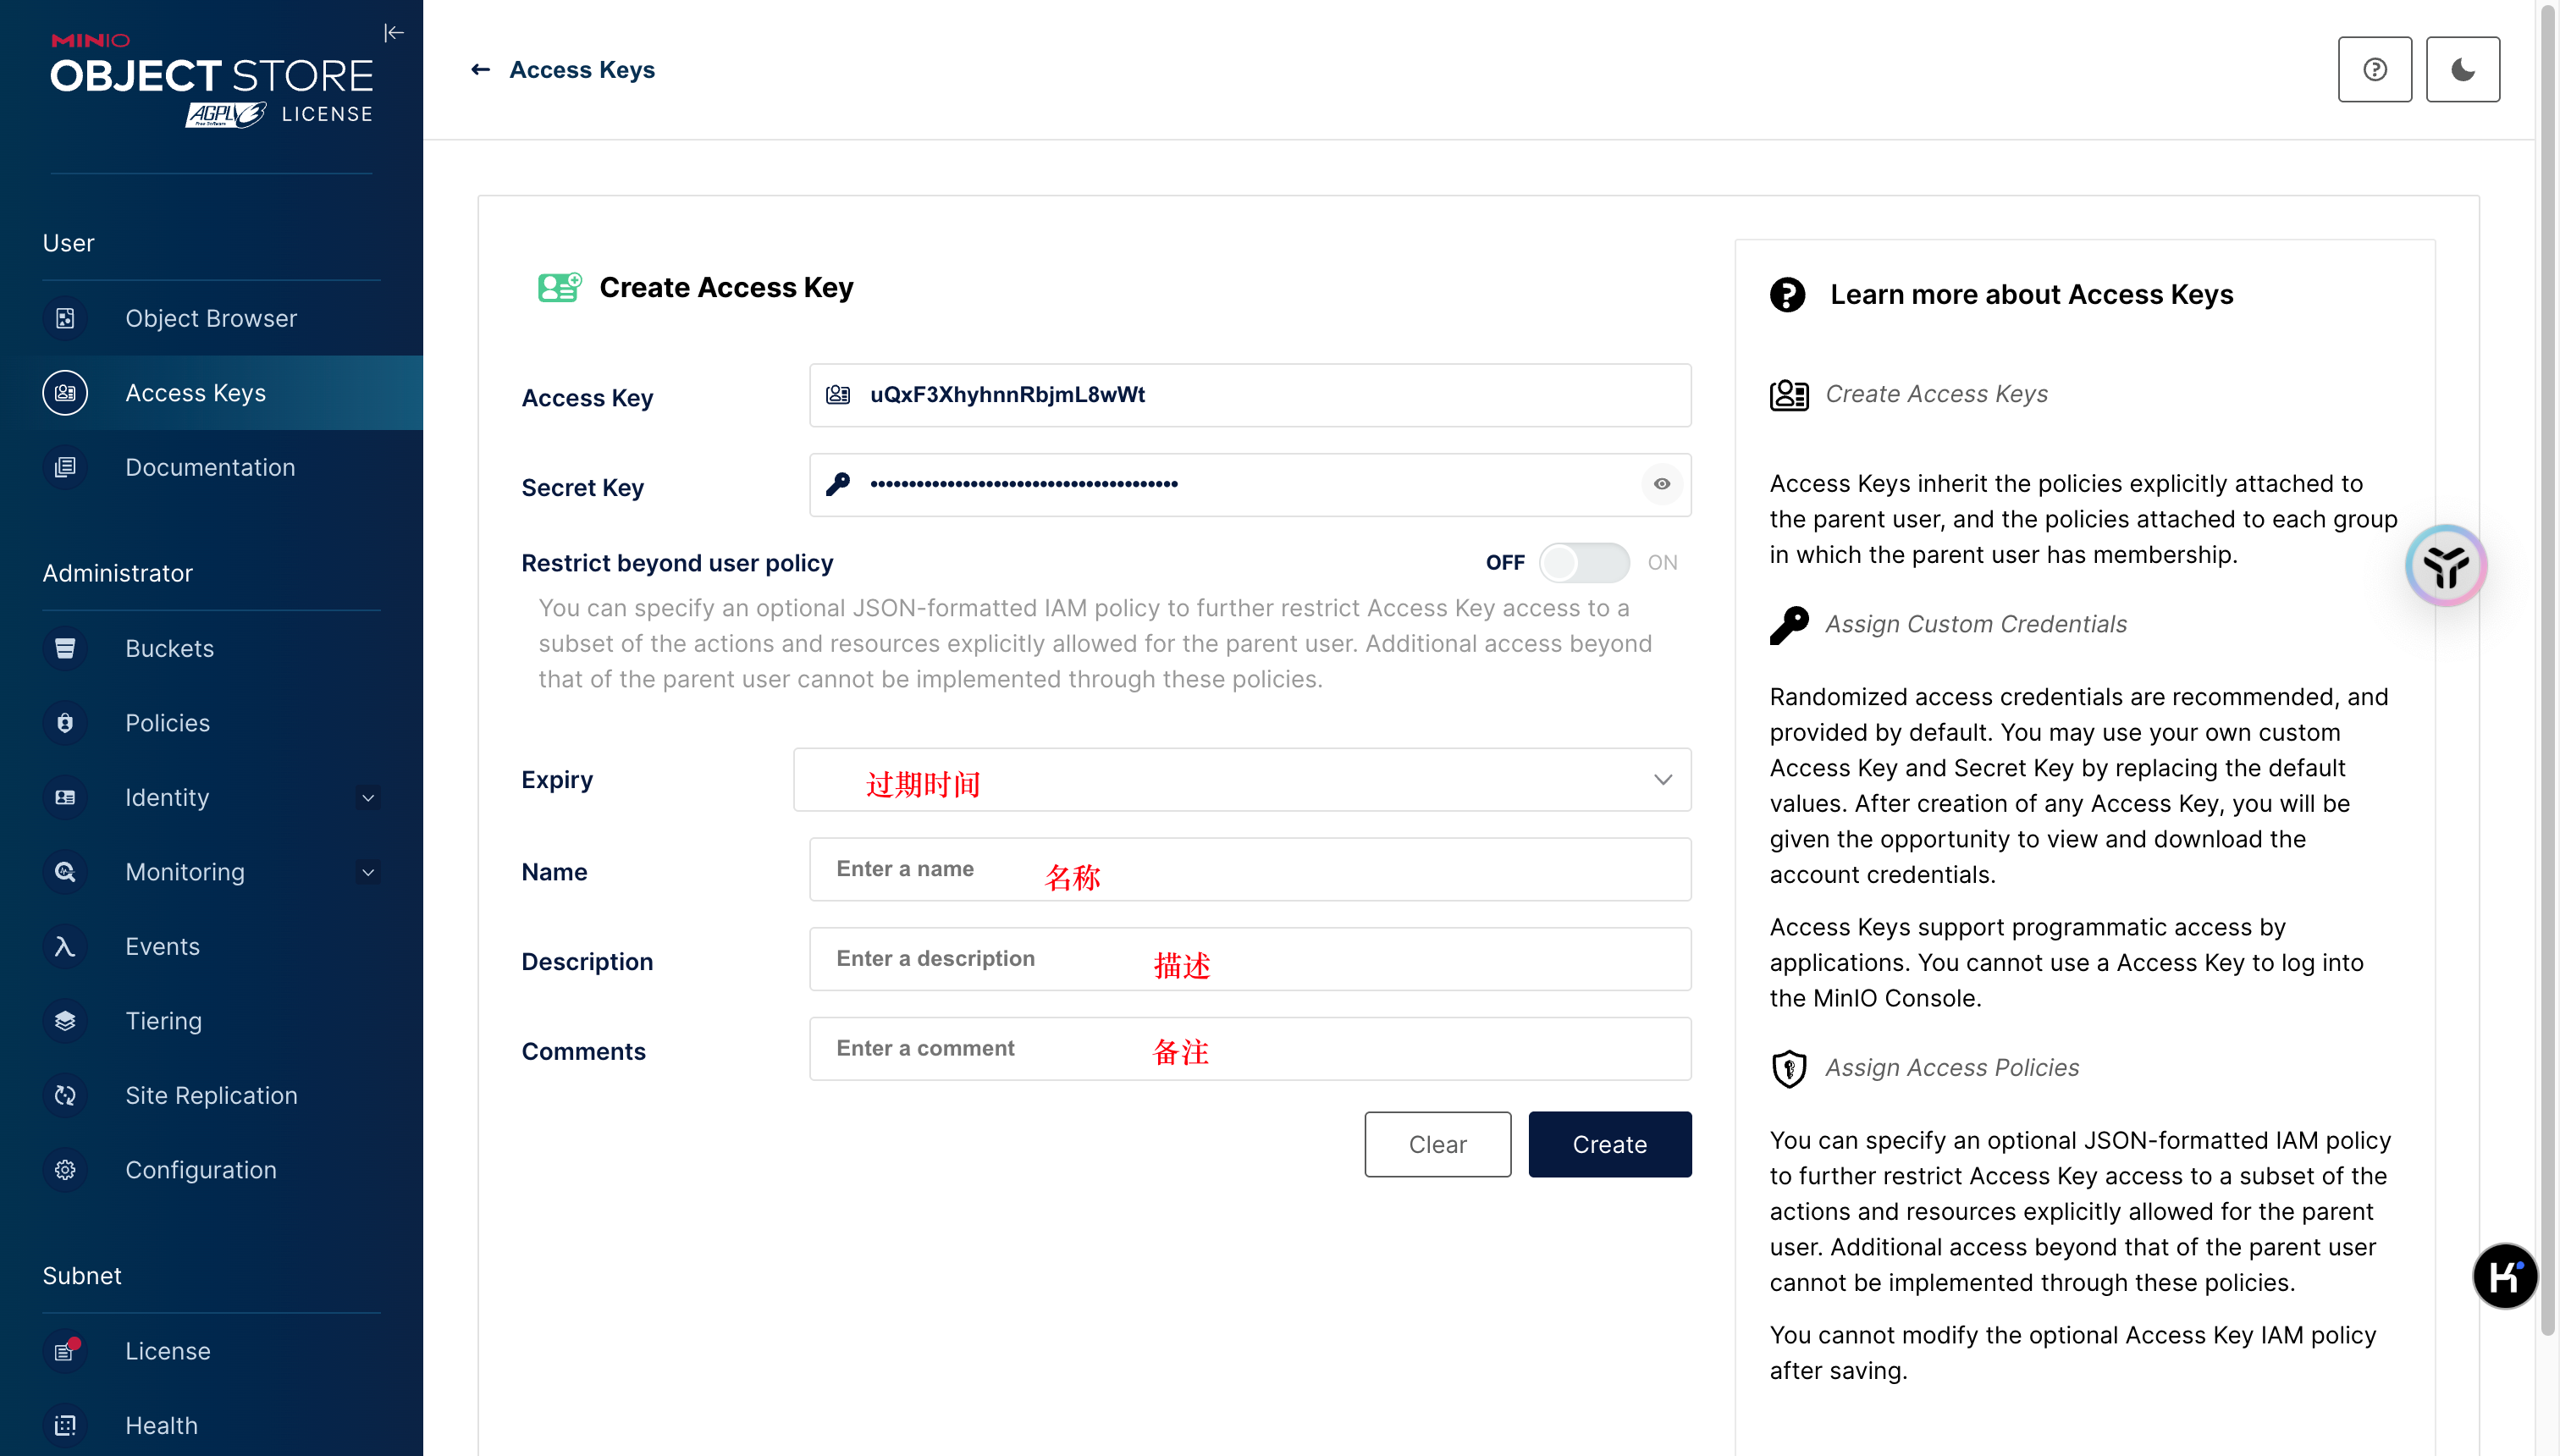 MINIO
OBJECT STORE
AGPL V3 Free Software LICENSE
User
Object Browser
Access Keys
Documentation
Administrator
Buckets
Policies
Identity
Monitoring
Events
Tiering
Site Replication
Configuration
Subnet
License
Health
← Access Keys
Create Access Key
Access Key
uQxF3XhyhnnRbjmL8wWt
Secret Key
••••••••••••••••••••••••••••••••••••••••
Restrict beyond user policy
OFF ON
You can specify an optional JSON-formatted IAM policy to further restrict Access Key access to a
subset of the actions and resources explicitly allowed for the parent user. Additional access beyond
that of the parent user cannot be implemented through these policies.
Expiry
过期时间
Name
Enter a name 名称
Description
Enter a description 描述
Comments
Enter a comment 备注
Clear Create
Learn more about Access Keys
Create Access Keys
Access Keys inherit the policies explicitly attached to
the parent user, and the policies attached to each group
in which the parent user has membership.
Assign Custom Credentials
Randomized access credentials are recommended, and
provided by default. You may use your own custom
Access Key and Secret Key by replacing the default
values. After creation of any Access Key, you will be
given the opportunity to view and download the
account credentials.
Access Keys support programmatic access by
applications. You cannot use a Access Key to log into
the MinIO Console.
Assign Access Policies
You can specify an optional JSON-formatted IAM policy
to further restrict Access Key access to a subset of the
actions and resources explicitly allowed for the parent
user. Additional access beyond that of the parent user
cannot be implemented through these policies.
You cannot modify the optional Access Key IAM policy
after saving.
K